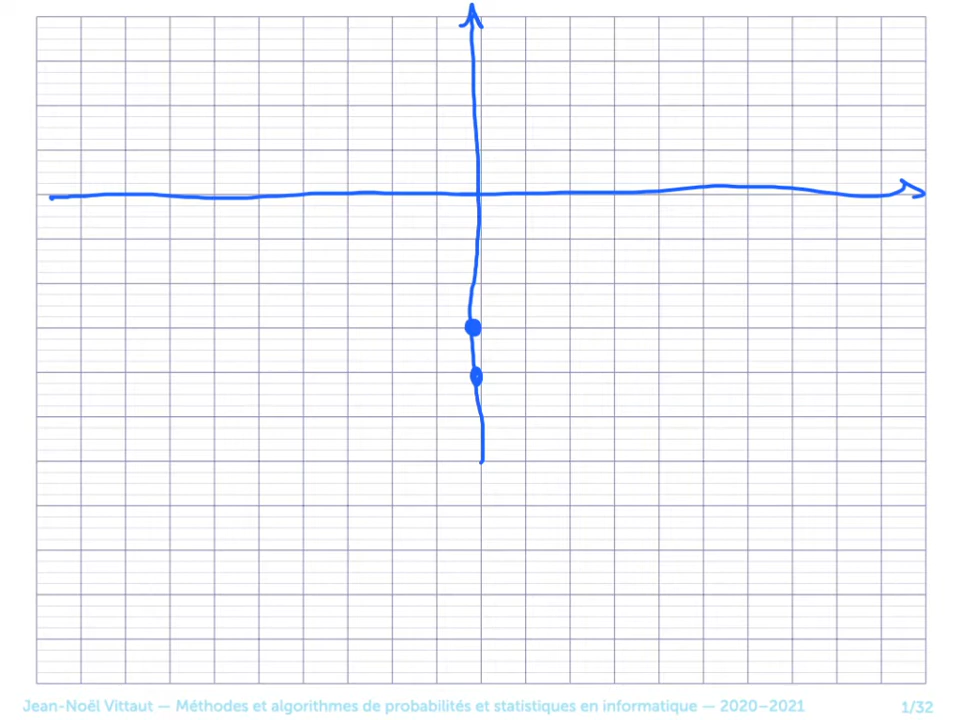 Jean-Noël Vittaut — Méthodes et algorithmes de probabilités et statistiques en informatique — 2020–2021 1/32